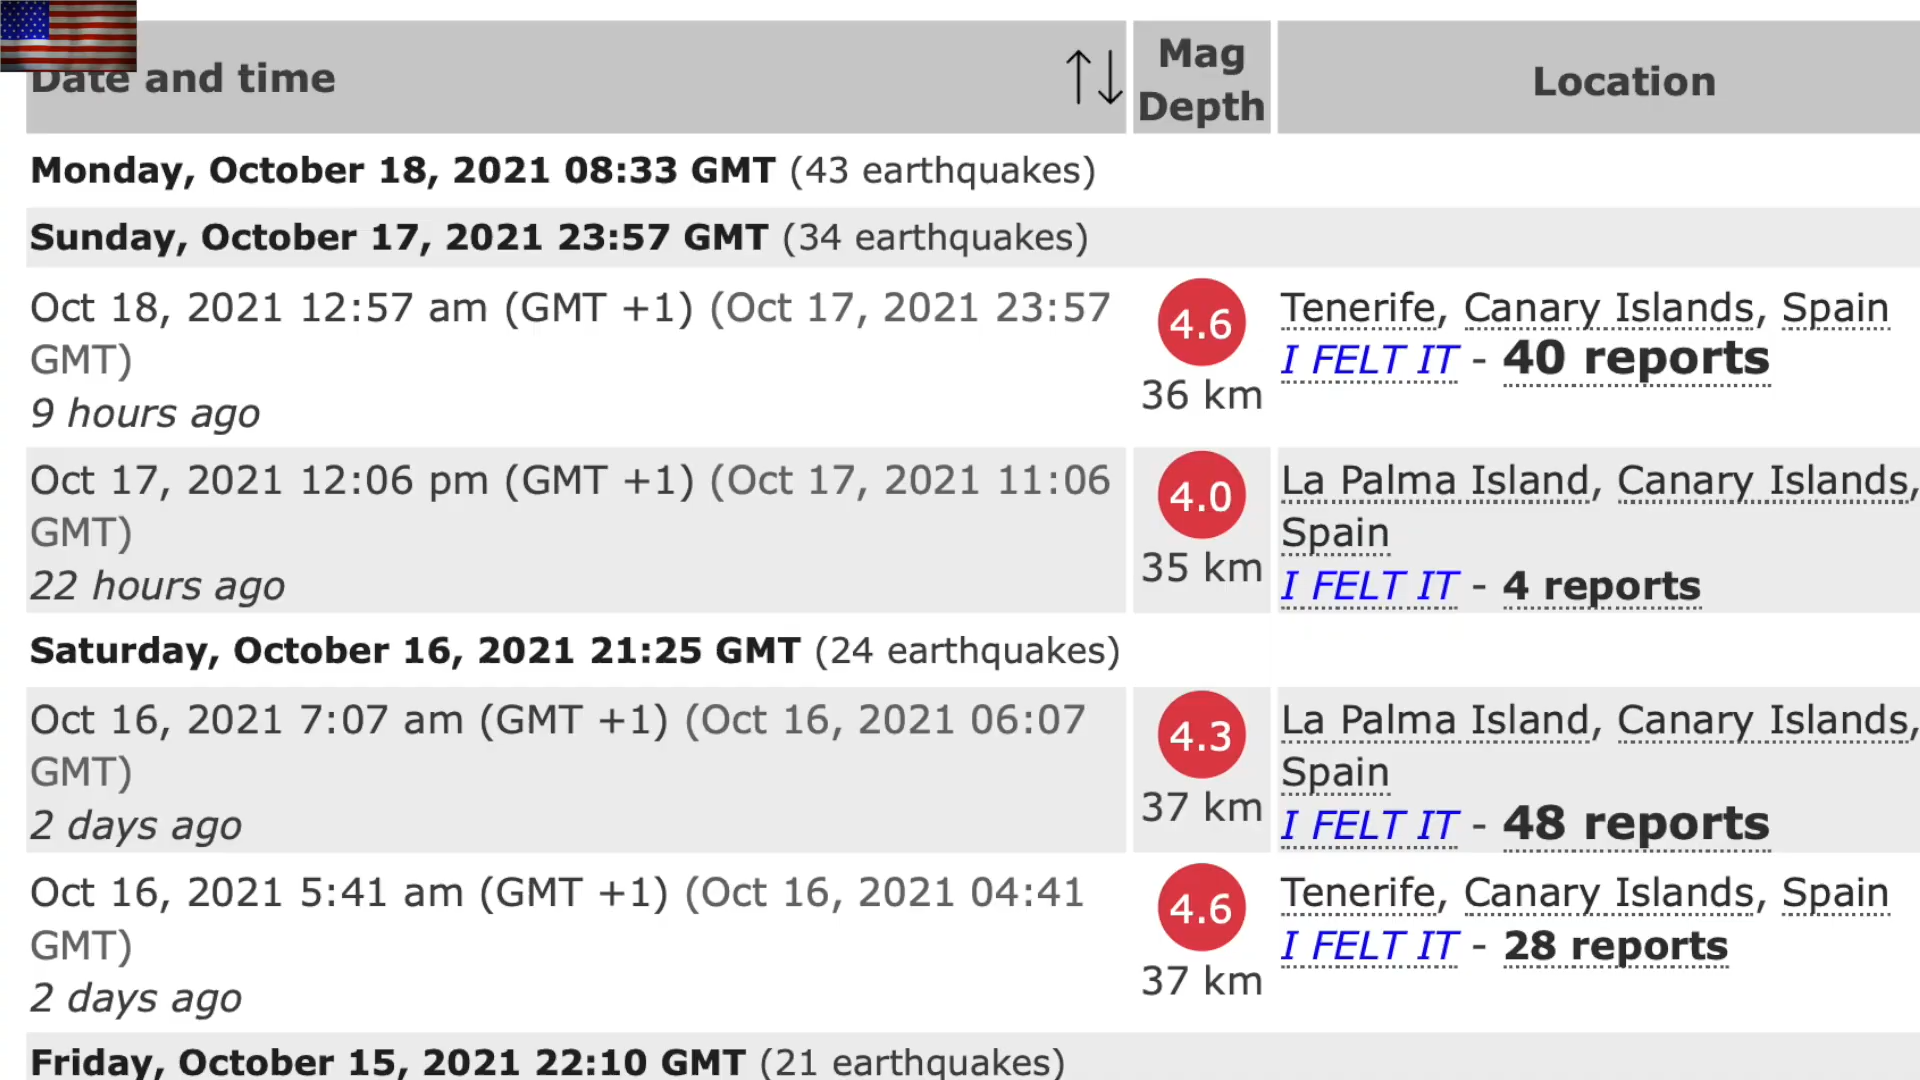 Date and time ↑↓
Mag
Depth
Location
Monday, October 18, 2021 08:33 GMT (43 earthquakes)
Sunday, October 17, 2021 23:57 GMT (34 earthquakes)
Oct 18, 2021 12:57 am (GMT +1) (Oct 17, 2021 23:57
GMT)
9 hours ago
4.6
36 km
Tenerife, Canary Islands, Spain
I FELT IT - 40 reports
Oct 17, 2021 12:06 pm (GMT +1) (Oct 17, 2021 11:06
GMT)
22 hours ago
4.0
35 km
La Palma Island, Canary Islands,
Spain
I FELT IT - 4 reports
Saturday, October 16, 2021 21:25 GMT (24 earthquakes)
Oct 16, 2021 7:07 am (GMT +1) (Oct 16, 2021 06:07
GMT)
2 days ago
4.3
37 km
La Palma Island, Canary Islands,
Spain
I FELT IT - 48 reports
Oct 16, 2021 5:41 am (GMT +1) (Oct 16, 2021 04:41
GMT)
2 days ago
4.6
37 km
Tenerife, Canary Islands, Spain
I FELT IT - 28 reports
Friday, October 15, 2021 22:10 GMT (21 earthquakes)